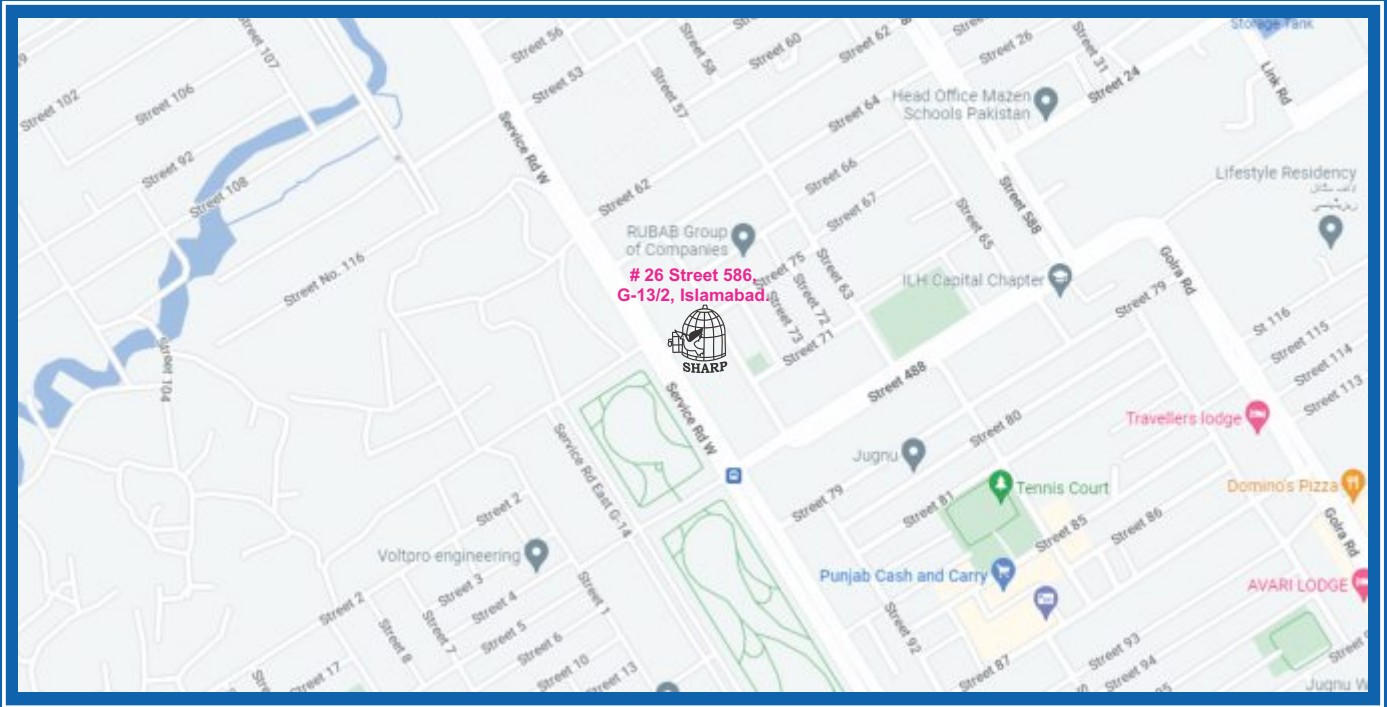 Storage Tank
Street 107
Street 56
Street 58
Street 60
Street 62
Street 26
Street 31
Street 24
Link Rd
Street 53
Street 57
Street 102
Street 106
Head Office Mazen
Schools Pakistan
Street 64
Service Rd W
Street 92
Street 108
Street 62
Street 66
Street 67
Street 65
Street 588
Lifestyle Residency
RUBAB Group
of Companies
# 26 Street 586,
G-13/2, Islamabad.
SHARP
Street 75
Street 72
Street 73
Street 63
Street 71
ILH Capital Chapter
Golra Rd
Street 79
Street No. 116
St 116
Street 115
Street 114
Street 113
Street 104
Street 488
Service Rd W
Street 80
Travellers lodge
Jugnu
Tennis Court
Domino's Pizza
Service Rd East G-14
Street 2
Street 79
Street 81
Street 85
Street 86
Golra Rd
Voltpro engineering
Street 3
Street 4
Street 1
Punjab Cash and Carry
AVARI LODGE
Street 2
Street 8
Street 7
Street 5
Street 6
Street 92
Street 93
Street 94
Street 87
Street 10
Street 13
Street 17
Jugnu W